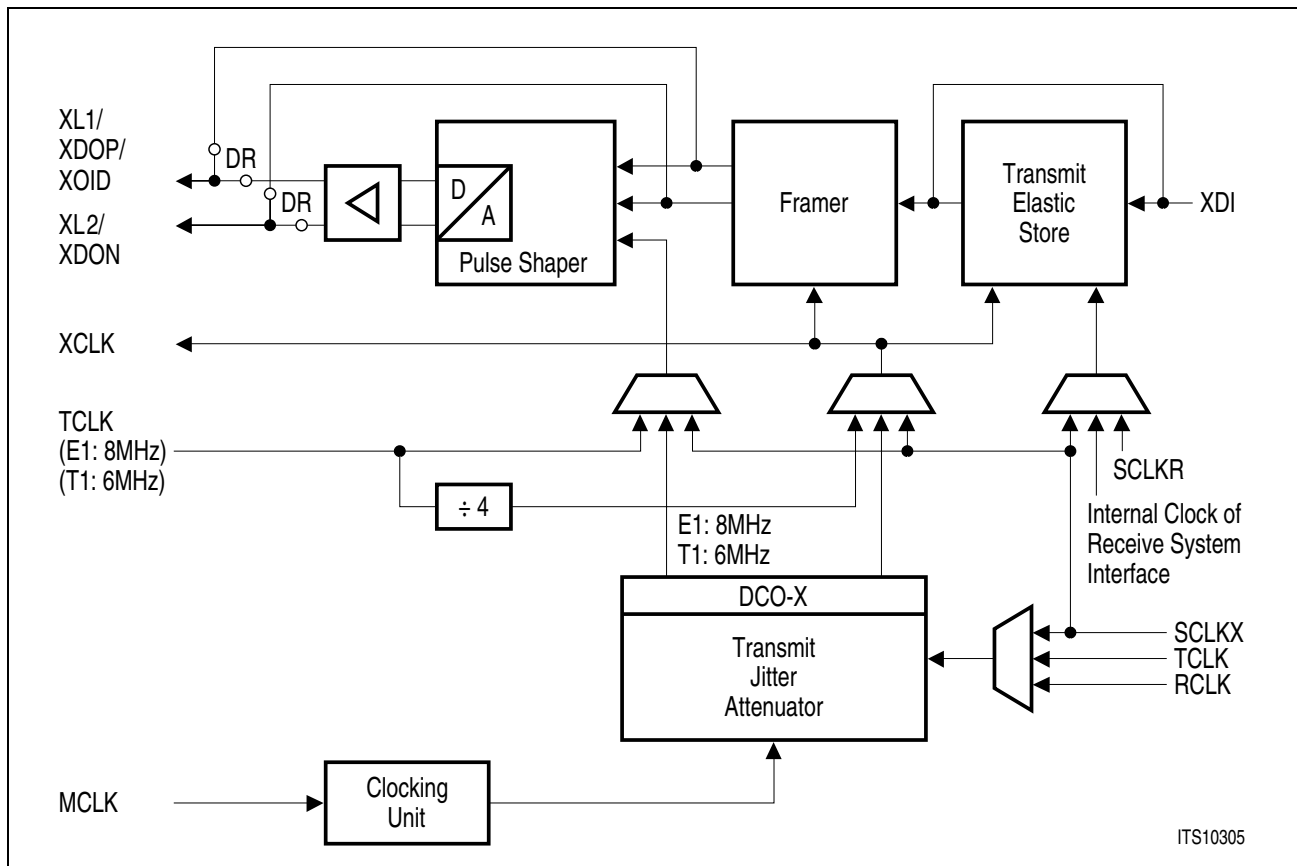 XL1/
XDOP/
XOID
XL2/
XDON
DR
DR
D
A
Pulse Shaper
Framer
Transmit
Elastic
Store
XDI
XCLK
TCLK
(E1: 8MHz)
(T1: 6MHz)
÷ 4
E1: 8MHz
T1: 6MHz
SCLKR
Internal Clock of
Receive System
Interface
DCO-X
Transmit
Jitter
Attenuator
SCLKX
TCLK
RCLK
MCLK
Clocking
Unit
ITS10305